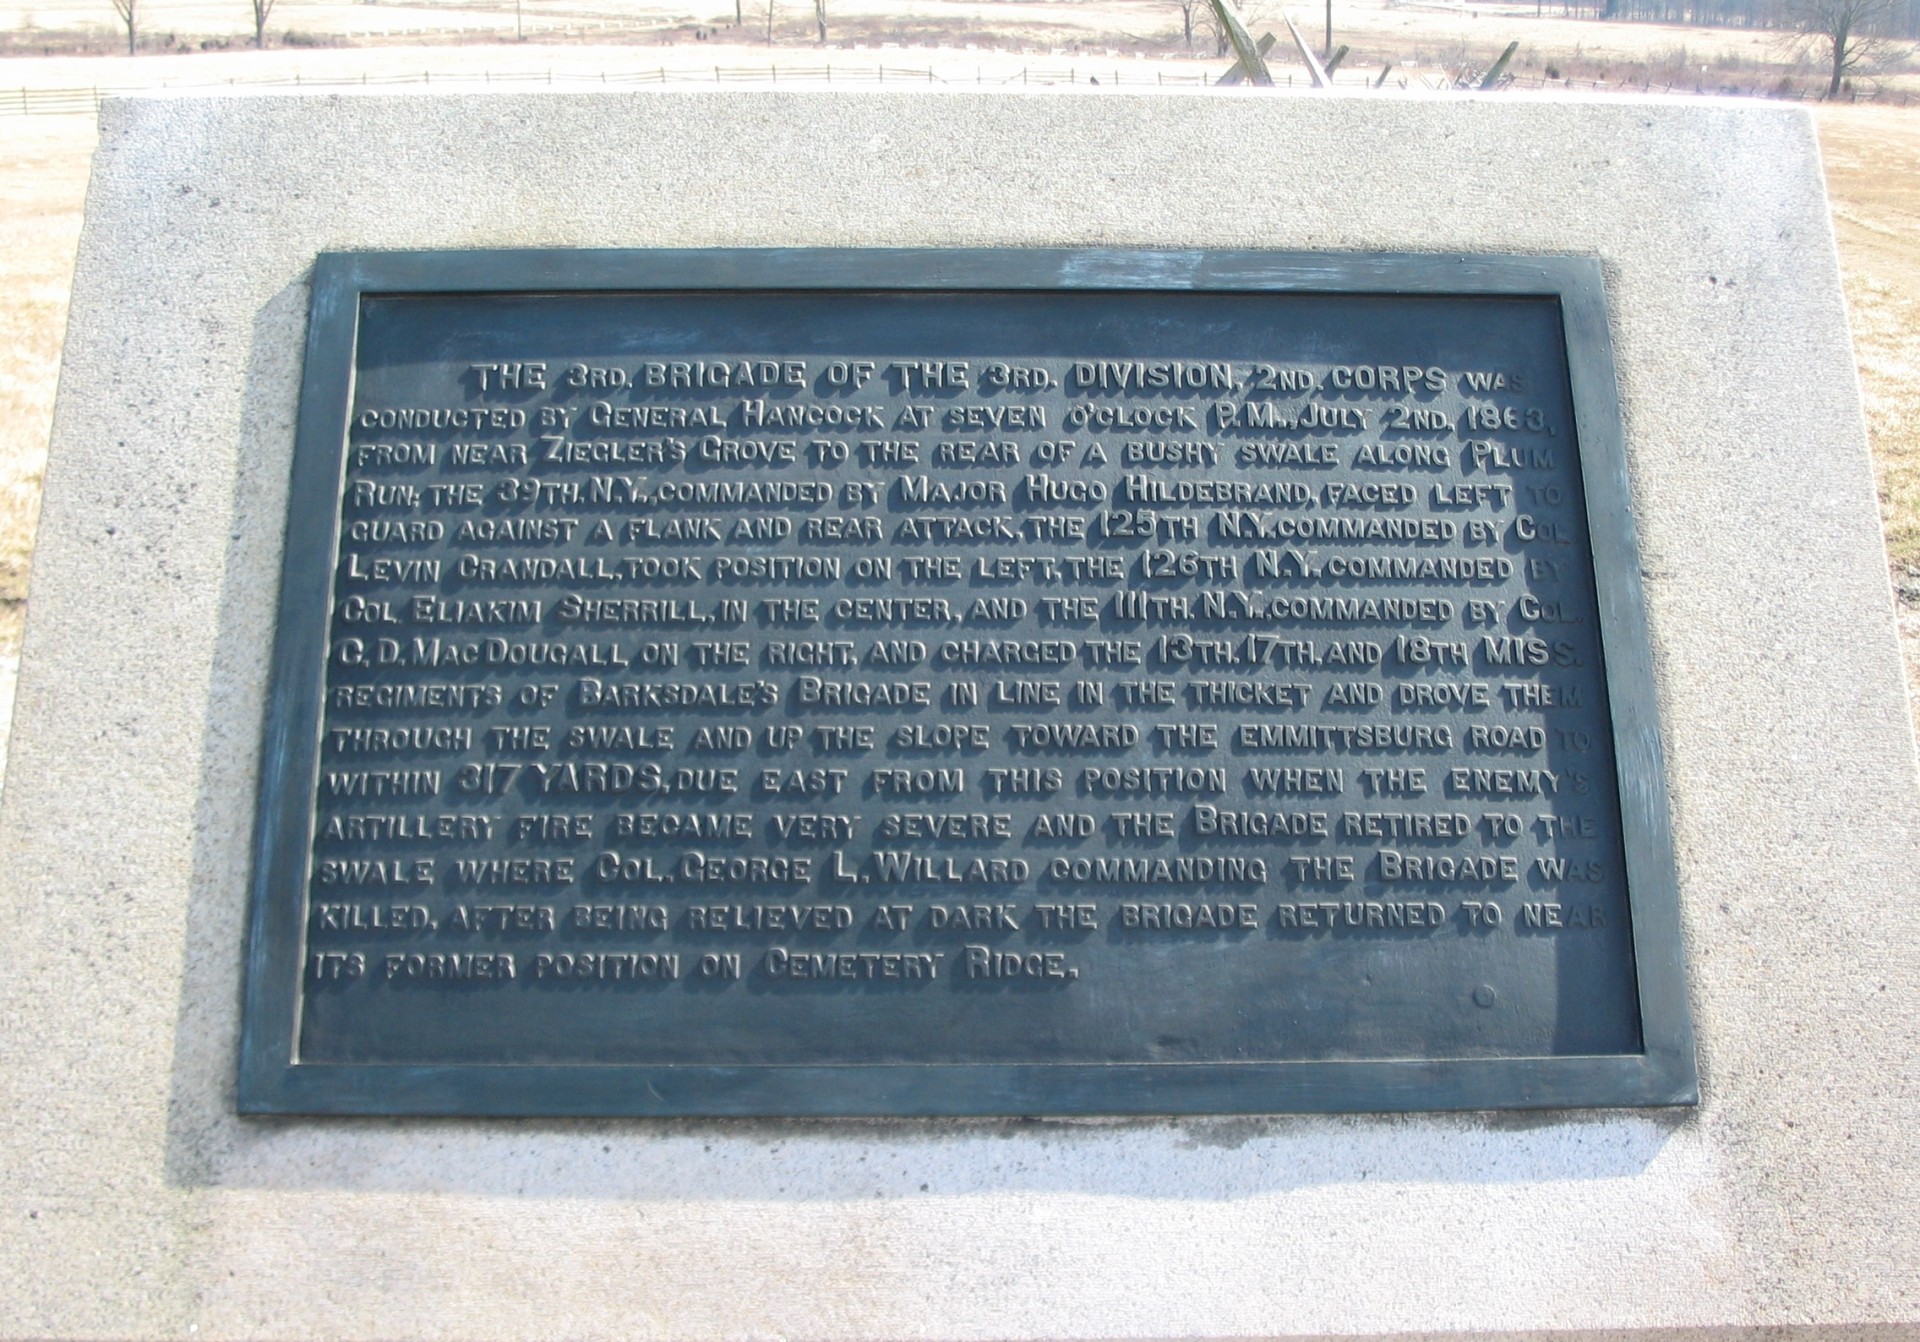 THE 3RD. BRIGADE OF THE 3RD. DIVISION, 2ND. CORPS WAS
CONDUCTED BY GENERAL HANCOCK AT SEVEN O'CLOCK P.M., JULY 2ND, 1863,
FROM NEAR ZIEGLER'S GROVE TO THE REAR OF A BUSHY SWALE ALONG PLUM
RUN; THE 39TH. N.Y., COMMANDED BY MAJOR HUGO HILDEBRAND, FACED LEFT TO
GUARD AGAINST A FLANK AND REAR ATTACK, THE 125TH N.Y. COMMANDED BY COL
LEVIN CRANDALL, TOOK POSITION ON THE LEFT, THE 126TH N.Y. COMMANDED BY
COL. ELIAKIM SHERRILL, IN THE CENTER, AND THE 111TH. N.Y., COMMANDED BY COL.
C. D. MACDOUGALL, ON THE RIGHT, AND CHARGED THE 13TH, 17TH, AND 18TH MISS.
REGIMENTS OF BARKSDALE'S BRIGADE IN LINE IN THE THICKET AND DROVE THEM
THROUGH THE SWALE AND UP THE SLOPE TOWARD THE EMMITTSBURG ROAD TO
WITHIN 317 YARDS, DUE EAST FROM THIS POSITION WHEN THE ENEMY'S
ARTILLERY FIRE BECAME VERY SEVERE AND THE BRIGADE RETIRED TO THE
SWALE WHERE COL. GEORGE L. WILLARD COMMANDING THE BRIGADE WAS
KILLED. AFTER BEING RELIEVED AT DARK THE BRIGADE RETURNED TO NEAR
ITS FORMER POSITION ON CEMETERY RIDGE.